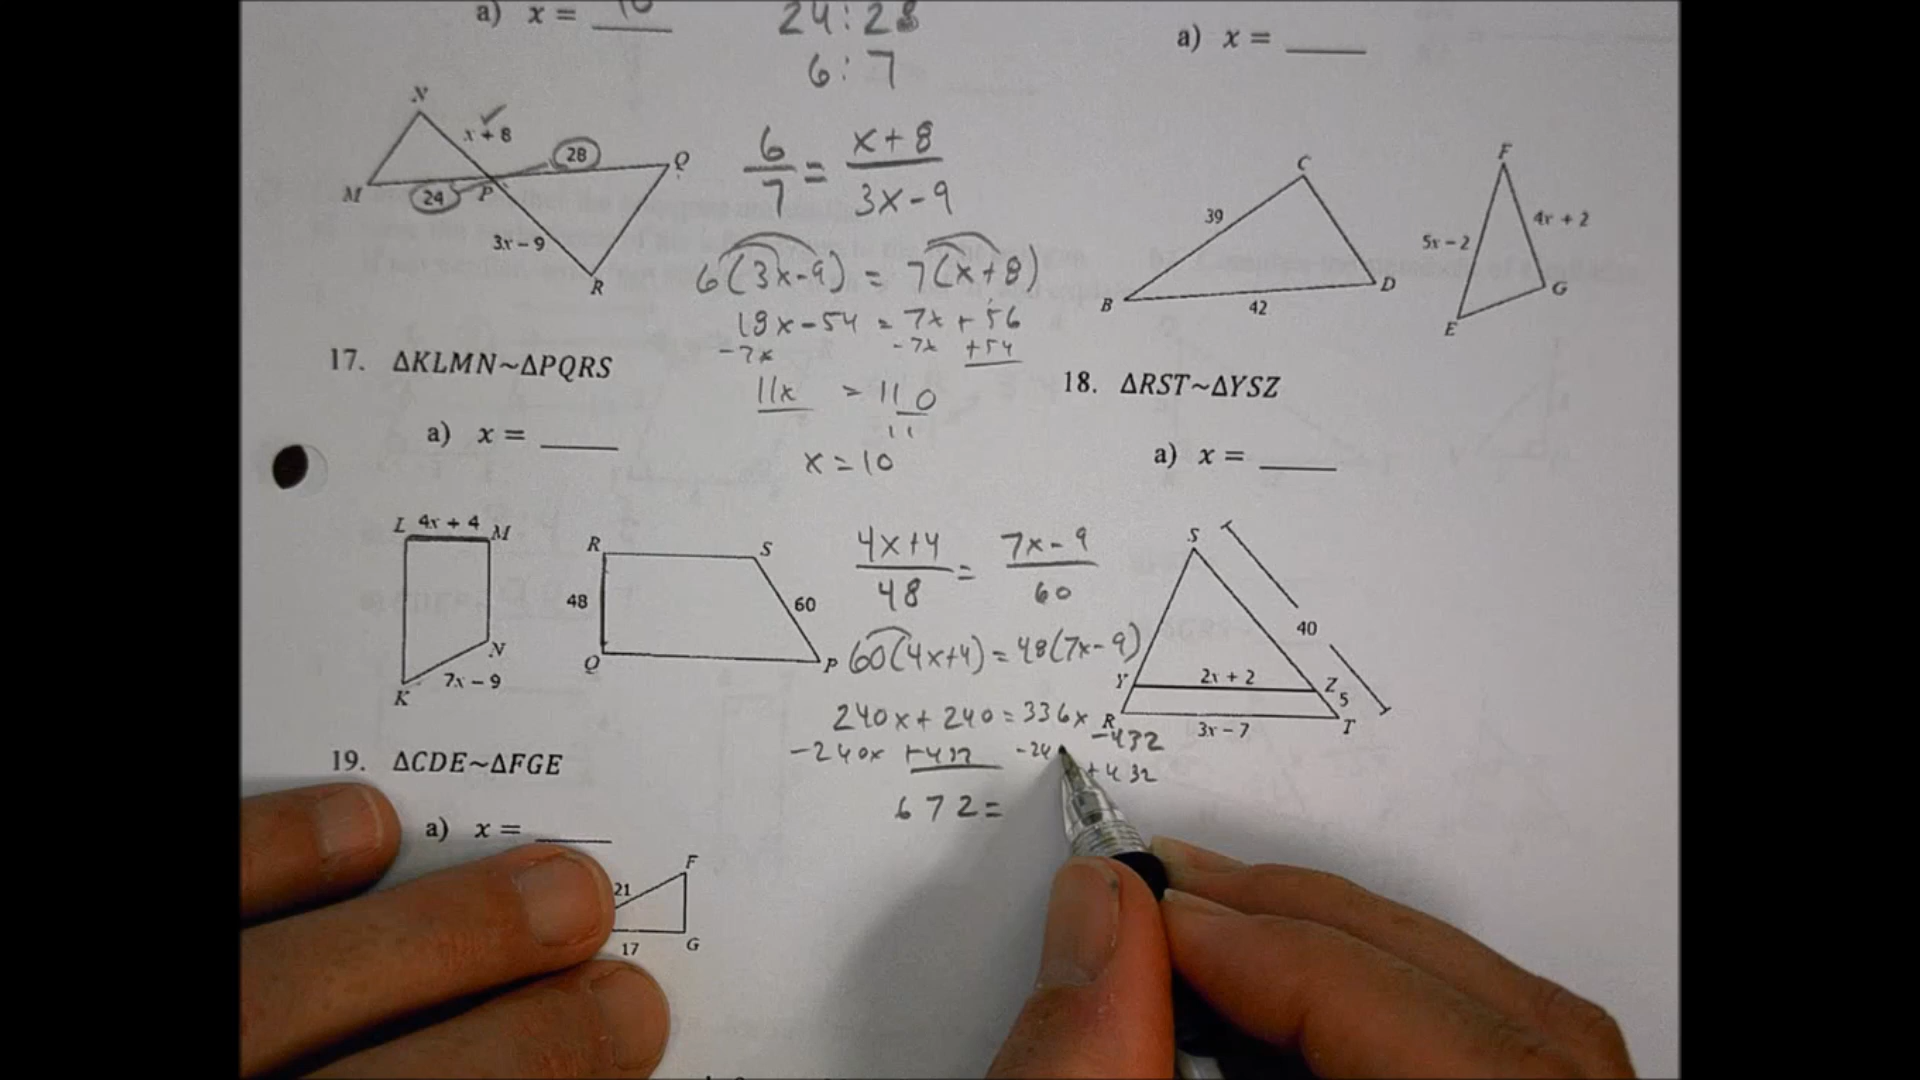 a) x = 10
24:28
6:7
a) x = ____
N
x + 8
28
Q
M
24
P
3x – 9
R
6/7 = x+8/3x-9
6(3x-9) = 7(x+8)
18x-54 = 7x+56
-7x -7x +54
11x = 110
11
x = 10
C
39
B
42
D
F
5x – 2
4x + 2
E
G
17. ΔKLMN~ΔPQRS
a) x = ____
18. ΔRST~ΔYSZ
a) x = ____
L 4x + 4 M
N
K
7x – 9
R
S
48
60
Q
P
4x+4/48 = 7x-9/60
60(4x+4) = 48(7x-9)
240x + 240 = 336x -432
-240x +432 -24 +432
672 =
S
40
Y
2x + 2
Z
5
R
3x – 7
T
19. ΔCDE~ΔFGE
a) x = ____
F
21
17
G